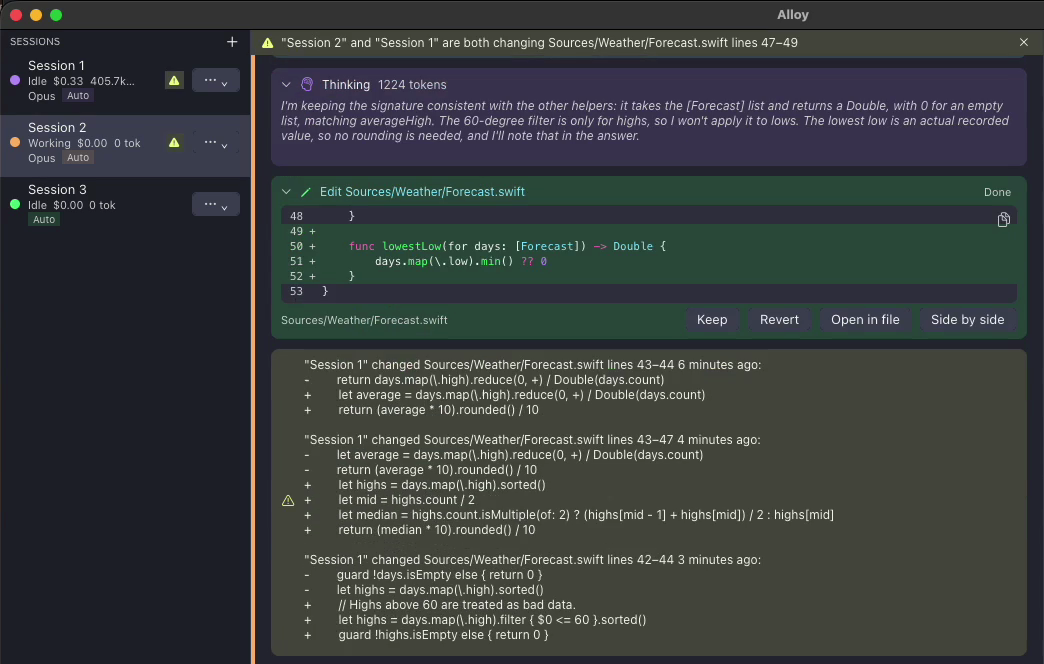 Alloy
SESSIONS +
"Session 2" and "Session 1" are both changing Sources/Weather/Forecast.swift lines 47–49
Session 1
Idle $0.33 405.7k...
Opus Auto
Session 2
Working $0.00 0 tok
Opus Auto
Session 3
Idle $0.00 0 tok
Auto
Thinking 1224 tokens
I'm keeping the signature consistent with the other helpers: it takes the [Forecast] list and returns a Double, with 0 for an empty
list, matching averageHigh. The 60-degree filter is only for highs, so I won't apply it to lows. The lowest low is an actual recorded
value, so no rounding is needed, and I'll note that in the answer.
Edit Sources/Weather/Forecast.swift Done
48     }
49 +
50 +     func lowestLow(for days: [Forecast]) -> Double {
51 +         days.map(\.low).min() ?? 0
52 +     }
53 }
Sources/Weather/Forecast.swift Keep Revert Open in file Side by side
"Session 1" changed Sources/Weather/Forecast.swift lines 43–44 6 minutes ago:
-     return days.map(\.high).reduce(0, +) / Double(days.count)
+     let average = days.map(\.high).reduce(0, +) / Double(days.count)
+     return (average * 10).rounded() / 10
"Session 1" changed Sources/Weather/Forecast.swift lines 43–47 4 minutes ago:
-     let average = days.map(\.high).reduce(0, +) / Double(days.count)
-     return (average * 10).rounded() / 10
+     let highs = days.map(\.high).sorted()
+     let mid = highs.count / 2
+     let median = highs.count.isMultiple(of: 2) ? (highs[mid - 1] + highs[mid]) / 2 : highs[mid]
+     return (median * 10).rounded() / 10
"Session 1" changed Sources/Weather/Forecast.swift lines 42–44 3 minutes ago:
-     guard !days.isEmpty else { return 0 }
-     let highs = days.map(\.high).sorted()
+     // Highs above 60 are treated as bad data.
+     let highs = days.map(\.high).filter { $0 <= 60 }.sorted()
+     guard !highs.isEmpty else { return 0 }